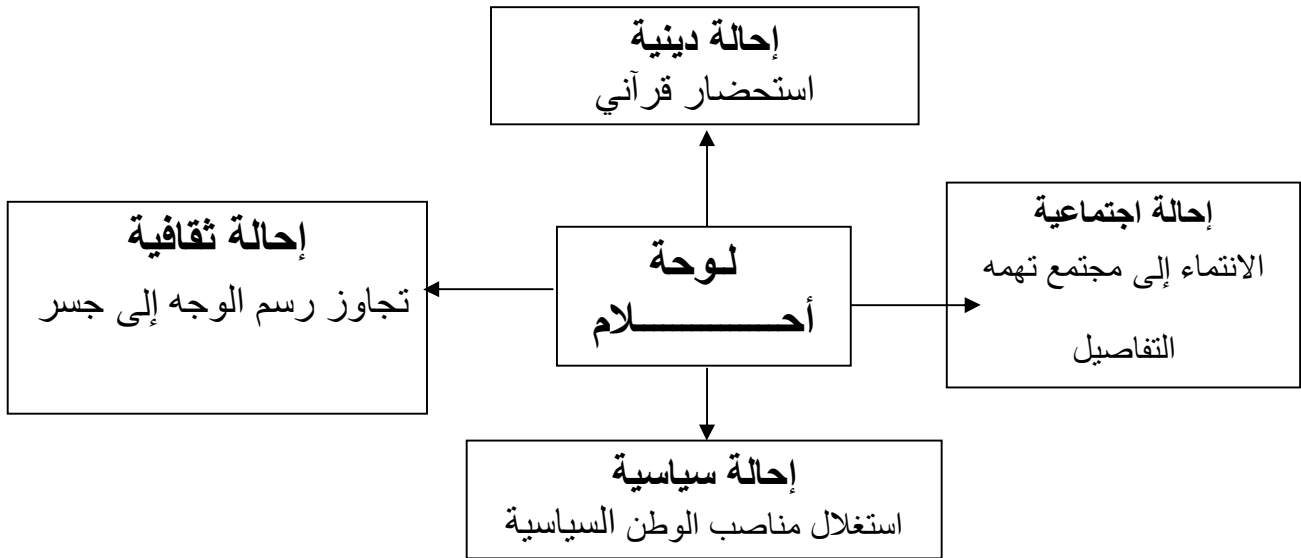 إحالة دينية
استحضار قرآني
إحالة اجتماعية
الانتماء إلى مجتمع تهمه
التفاصيل
لـوحة
أحــــــــلام
إحالة ثقافية
تجاوز رسم الوجه إلى جسر
إحالة سياسية
استغلال مناصب الوطن السياسية